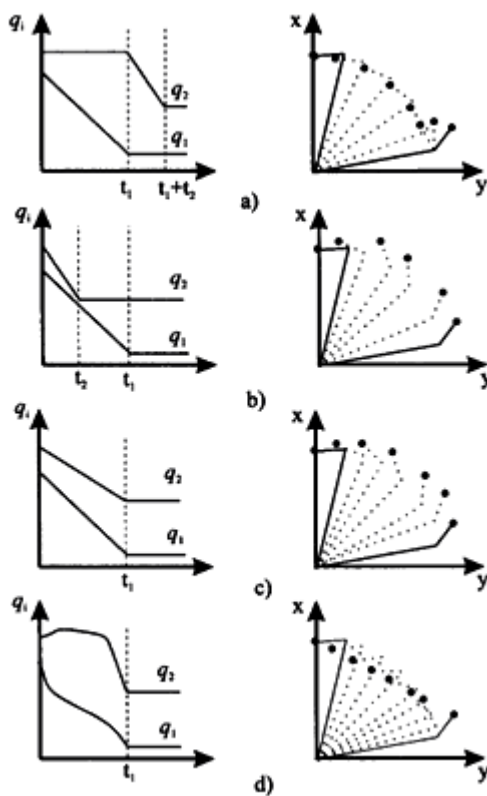 qᵢ
q₂
q₁
t₁ t₁+t₂
x
y
a)
qᵢ
q₂
q₁
t₂ t₁
x
y
b)
qᵢ
q₂
q₁
t₁
x
y
c)
qᵢ
q₂
q₁
t₁
x
y
d)